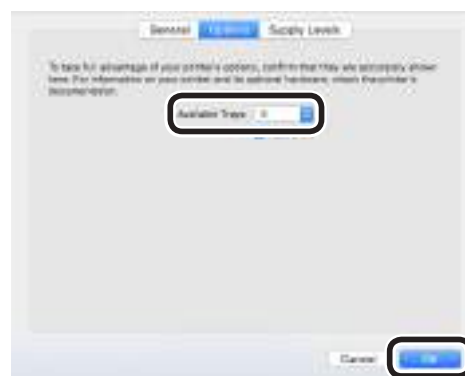 General Options Supply Levels
To take full advantage of your printer's options, confirm that they are accurately shown
here. For information on your printer and its optional hardware, check the printer's
documentation.
Available Trays:
Cancel OK